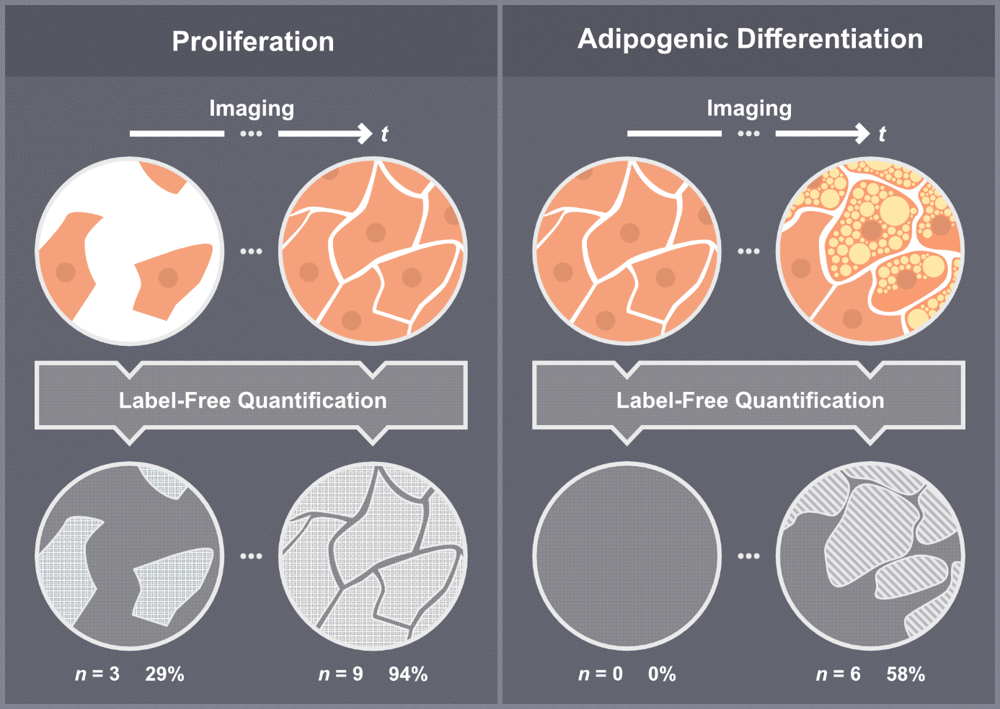 Proliferation
Imaging
t
Label-Free Quantification
n = 3 29%
n = 9 94%
Adipogenic Differentiation
Imaging
t
Label-Free Quantification
n = 0 0%
n = 6 58%